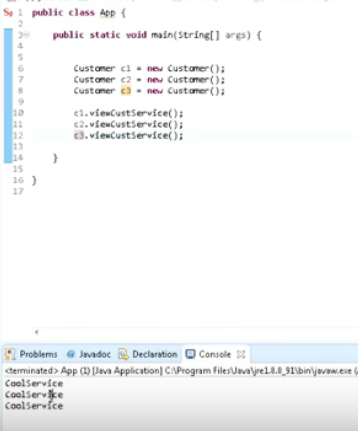 1 public class App {
2
3 public static void main(String[] args) {
4
5
6 Customer c1 = new Customer();
7 Customer c2 = new Customer();
8 Customer c3 = new Customer();
9
10 c1.viewCustService();
11 c2.viewCustService();
12 c3.viewCustService();
13
14 }
15
16 }
17
Problems @ Javadoc Declaration Console
<terminated> App (1) [Java Application] C:\Program Files\Java\jre1.8.0_91\bin\javaw.exe (
CoolService
CoolService
CoolService